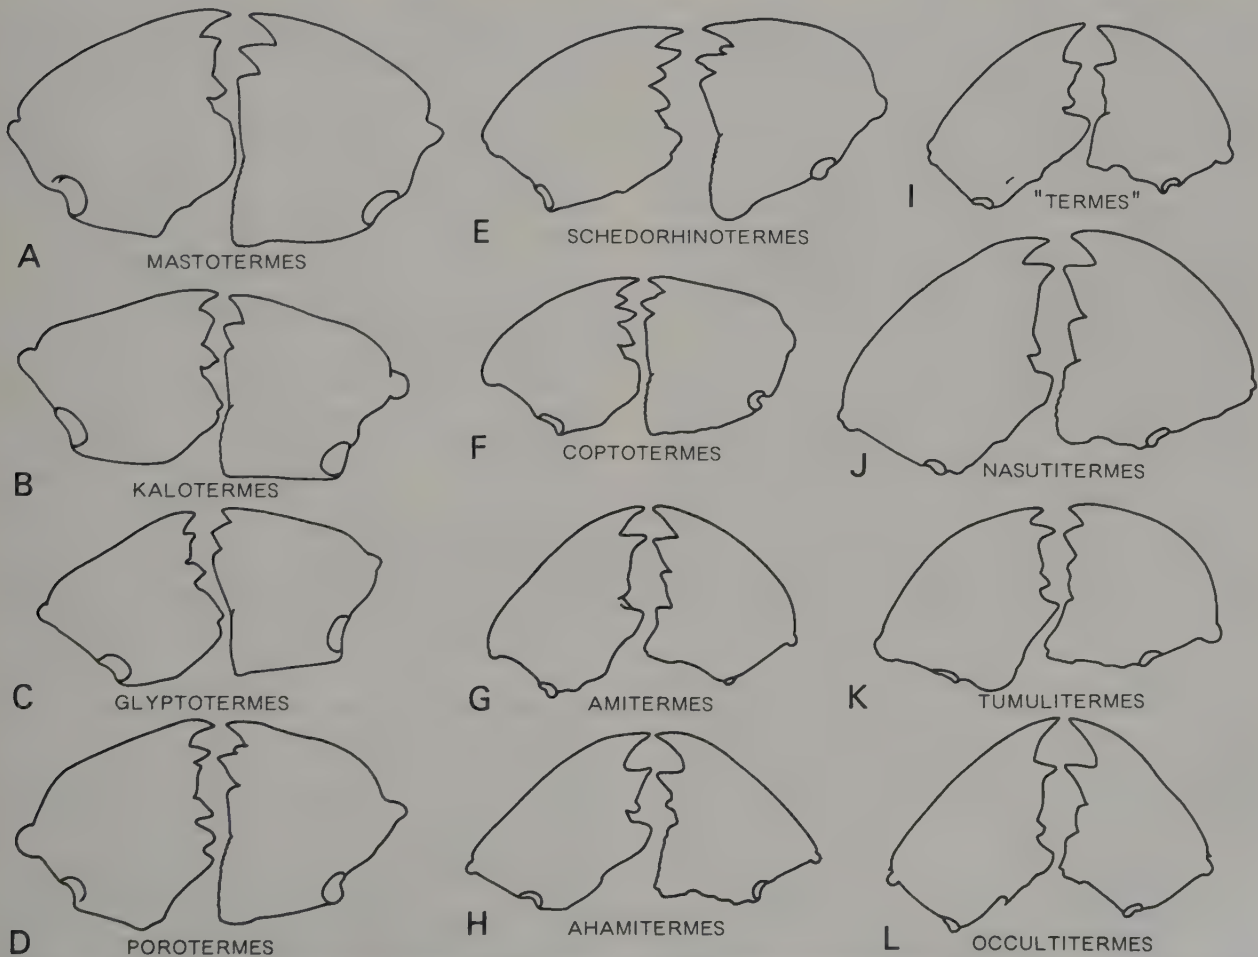 A
MASTOTERMES
B
KALOTERMES
C
GLYPTOTERMES
D
POROTERMES
E
SCHEDORHINOTERMES
F
COPTOTERMES
G
AMITERMES
H
AHAMITERMES
I
"TERMES"
J
NASUTITERMES
K
TUMULITERMES
L
OCCULTITERMES